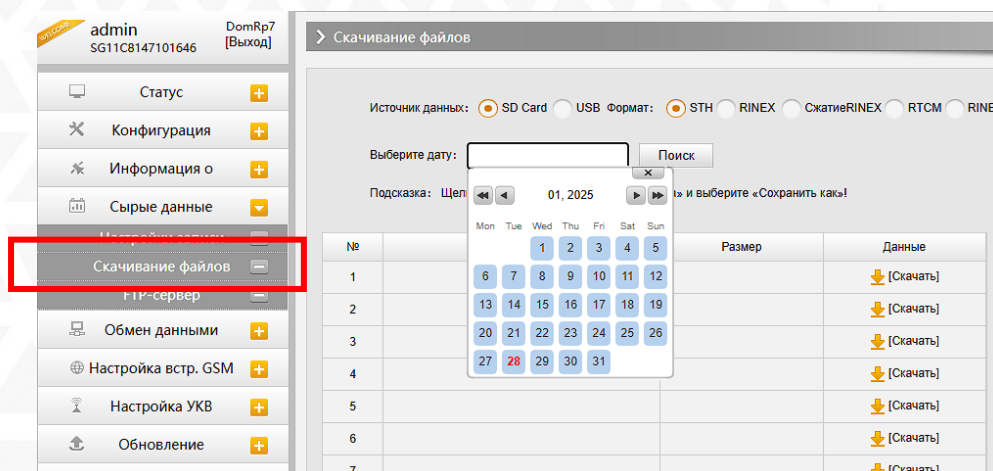 WELCOME
admin
DomRp7
SG11C8147101646
[Выход]
Статус
Конфигурация
Информация о
Сырые данные
Настройки записи
Скачивание файлов
FTP-сервер
Обмен данными
Настройка встр. GSM
Настройка УКВ
Обновление
Скачивание файлов
Источник данных: SD Card USB Формат: STH RINEX СжатиеRINEX RTCM RINE
Выберите дату: Поиск
Подсказка: Щел
» и выберите «Сохранить как»!
01, 2025
Mon Tue Wed Thu Fri Sat Sun
1 2 3 4 5
6 7 8 9 10 11 12
13 14 15 16 17 18 19
20 21 22 23 24 25 26
27 28 29 30 31
№ Размер Данные
1 [Скачать]
2 [Скачать]
3 [Скачать]
4 [Скачать]
5 [Скачать]
6 [Скачать]
7 [Скачать]